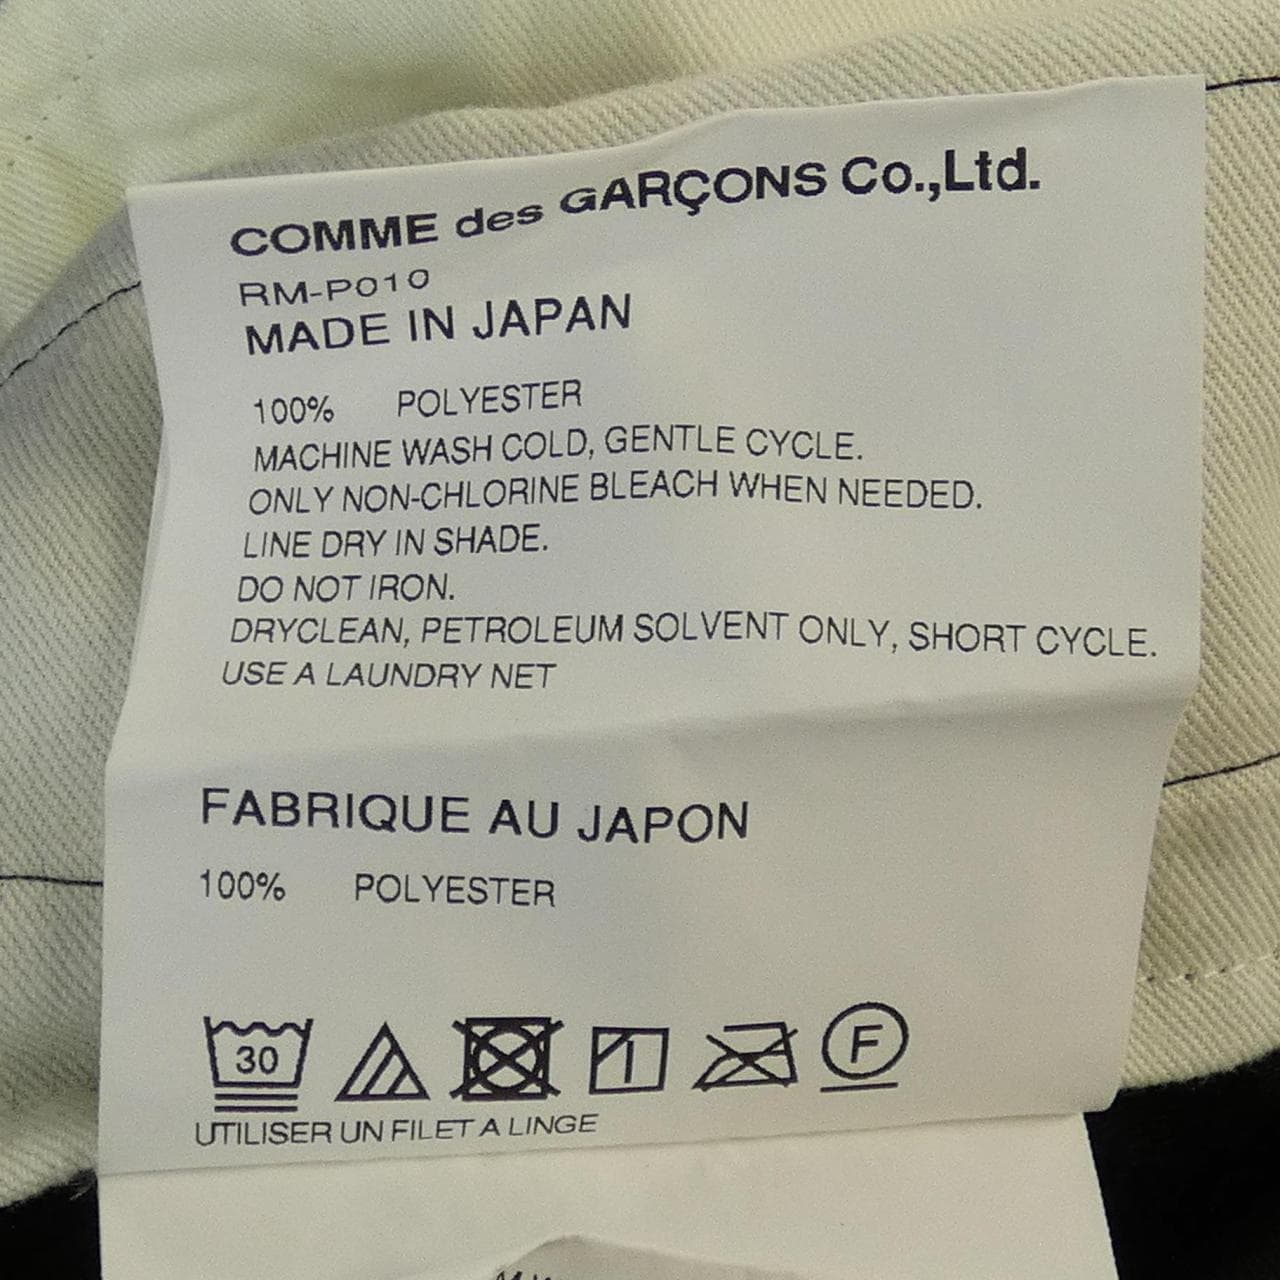 COMME des GARÇONS Co.,Ltd.
RM-P010
MADE IN JAPAN
100% POLYESTER
MACHINE WASH COLD, GENTLE CYCLE.
ONLY NON-CHLORINE BLEACH WHEN NEEDED.
LINE DRY IN SHADE.
DO NOT IRON.
DRYCLEAN, PETROLEUM SOLVENT ONLY, SHORT CYCLE.
USE A LAUNDRY NET
FABRIQUE AU JAPON
100% POLYESTER
30 F
UTILISER UN FILET A LINGE